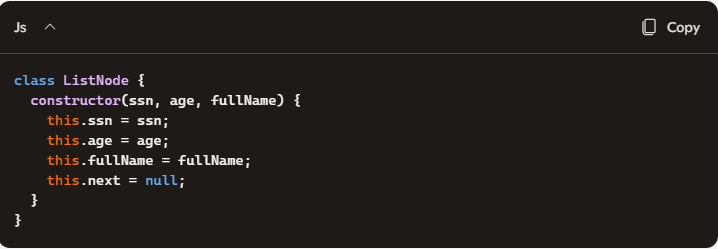 Js
Copy
class ListNode {
  constructor(ssn, age, fullName) {
    this.ssn = ssn;
    this.age = age;
    this.fullName = fullName;
    this.next = null;
  }
}